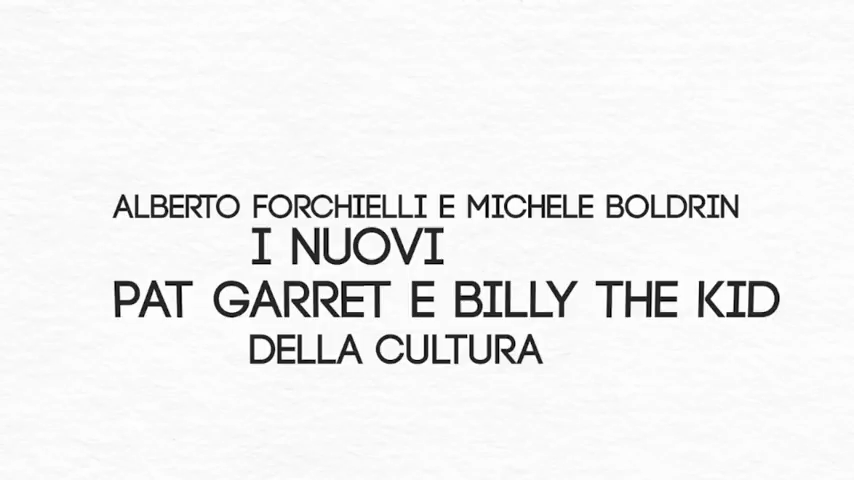 ALBERTO FORCHIELLI E MICHELE BOLDRIN
I NUOVI
PAT GARRET E BILLY THE KID
DELLA CULTURA